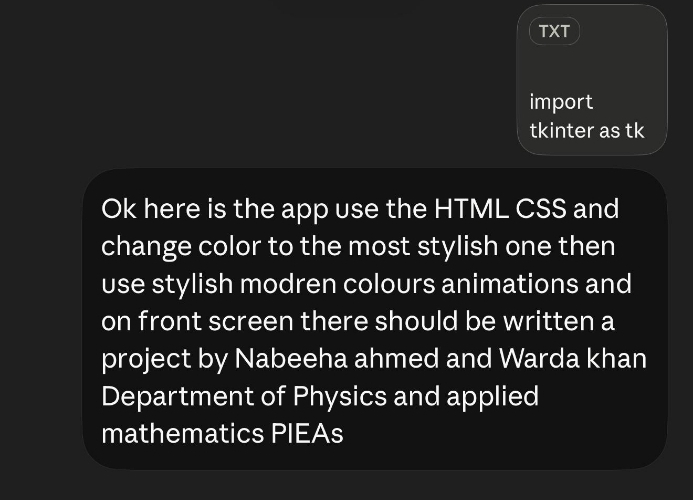 TXT
import
tkinter as tk
Ok here is the app use the HTML CSS and
change color to the most stylish one then
use stylish modren colours animations and
on front screen there should be written a
project by Nabeeha ahmed and Warda khan
Department of Physics and applied
mathematics PIEAs